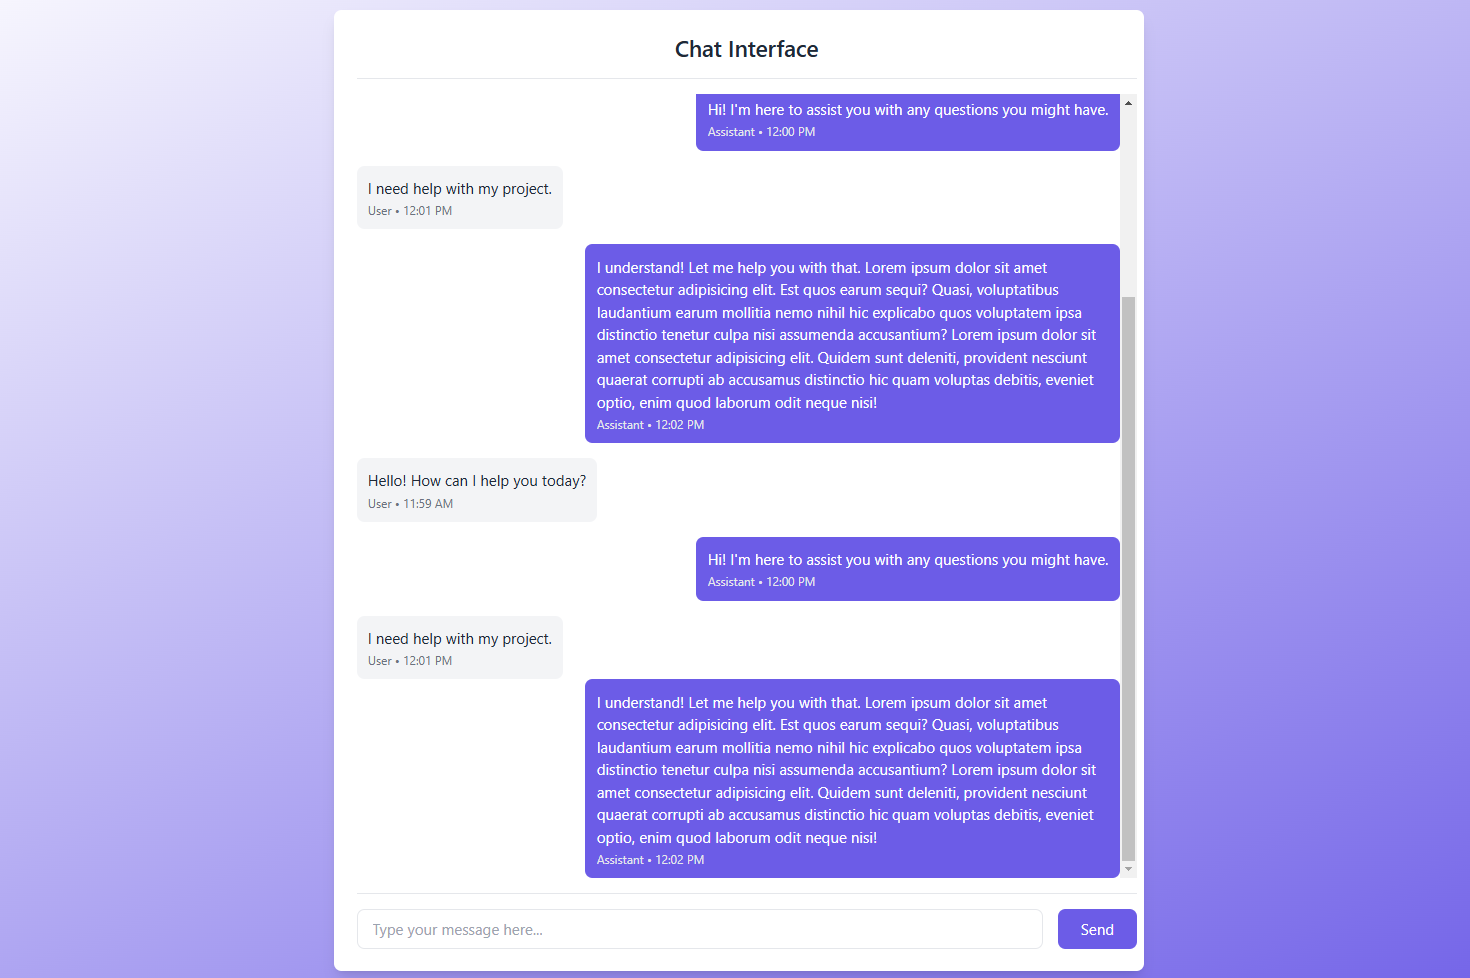 Chat Interface
Hi! I'm here to assist you with any questions you might have.
Assistant • 12:00 PM
I need help with my project.
User • 12:01 PM
I understand! Let me help you with that. Lorem ipsum dolor sit amet
consectetur adipisicing elit. Est quos earum sequi? Quasi, voluptatibus
laudantium earum mollitia nemo nihil hic explicabo quos voluptatem ipsa
distinctio tenetur culpa nisi assumenda accusantium? Lorem ipsum dolor sit
amet consectetur adipisicing elit. Quidem sunt deleniti, provident nesciunt
quaerat corrupti ab accusamus distinctio hic quam voluptas debitis, eveniet
optio, enim quod laborum odit neque nisi!
Assistant • 12:02 PM
Hello! How can I help you today?
User • 11:59 AM
Hi! I'm here to assist you with any questions you might have.
Assistant • 12:00 PM
I need help with my project.
User • 12:01 PM
I understand! Let me help you with that. Lorem ipsum dolor sit amet
consectetur adipisicing elit. Est quos earum sequi? Quasi, voluptatibus
laudantium earum mollitia nemo nihil hic explicabo quos voluptatem ipsa
distinctio tenetur culpa nisi assumenda accusantium? Lorem ipsum dolor sit
amet consectetur adipisicing elit. Quidem sunt deleniti, provident nesciunt
quaerat corrupti ab accusamus distinctio hic quam voluptas debitis, eveniet
optio, enim quod laborum odit neque nisi!
Assistant • 12:02 PM
Type your message here...
Send